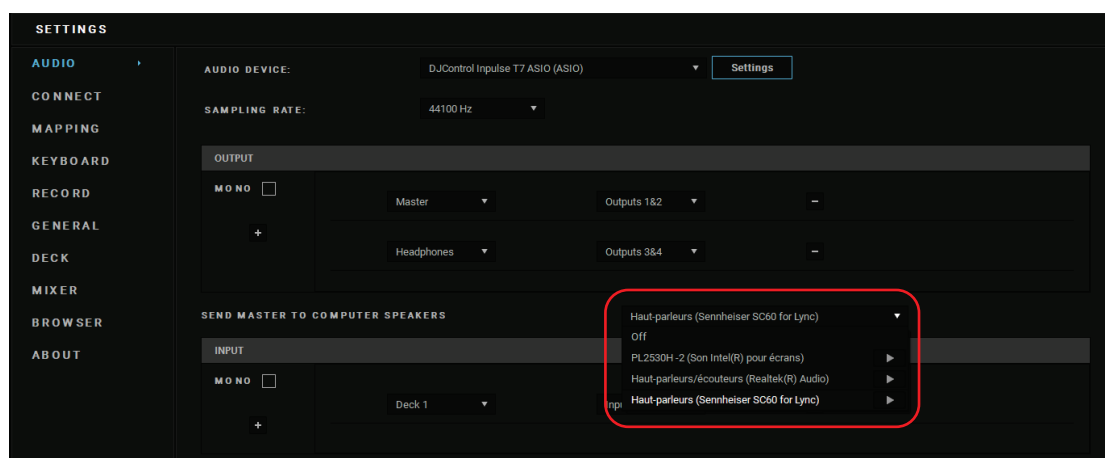 SETTINGS
AUDIO
CONNECT
MAPPING
KEYBOARD
RECORD
GENERAL
DECK
MIXER
BROWSER
ABOUT
AUDIO DEVICE: DJControl Inpulse T7 ASIO (ASIO) Settings
SAMPLING RATE: 44100 Hz
OUTPUT
MONO
Master Outputs 1&2 –
+
Headphones Outputs 3&4 –
SEND MASTER TO COMPUTER SPEAKERS Haut-parleurs (Sennheiser SC60 for Lync)
Off
PL2530H -2 (Son Intel(R) pour écrans)
Haut-parleurs/écouteurs (Realtek(R) Audio)
Haut-parleurs (Sennheiser SC60 for Lync)
INPUT
MONO
Deck 1
+